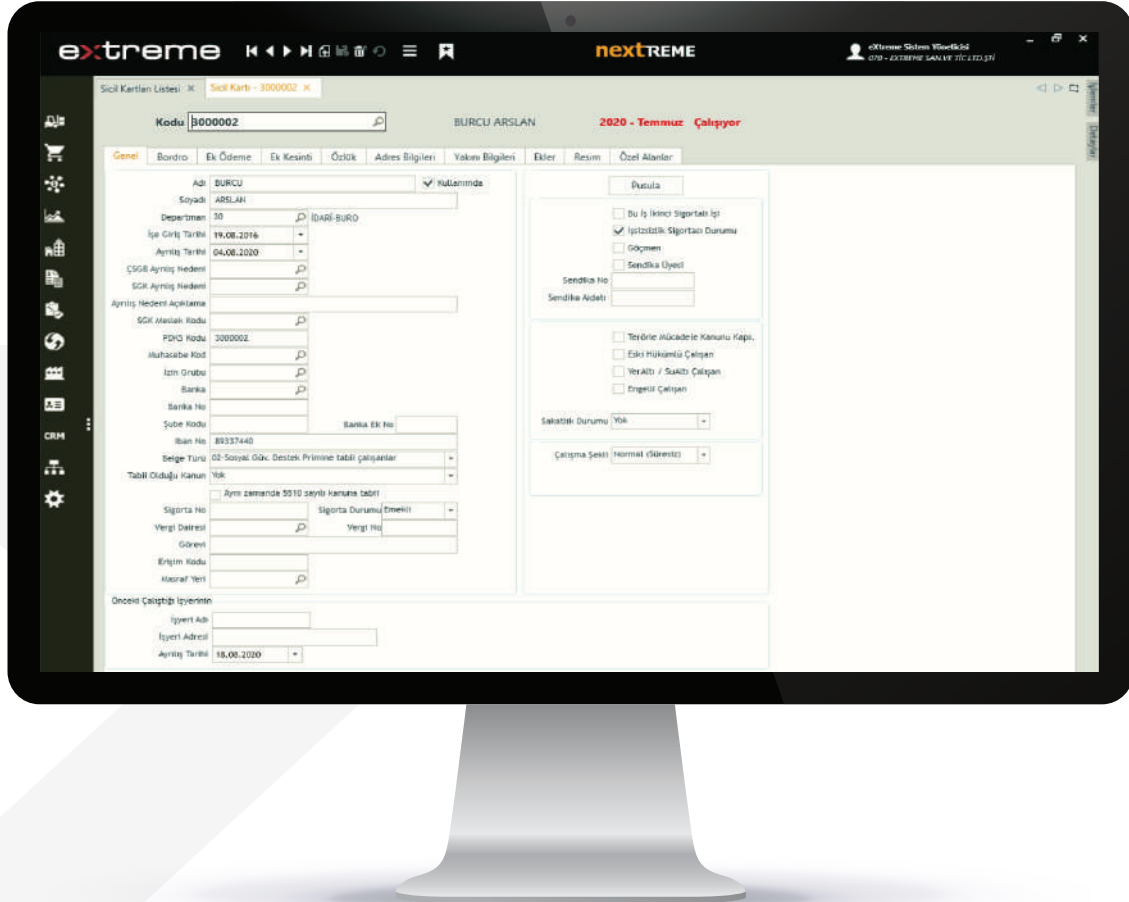 extreme
nextREME
eXtreme Sistem Yöneticisi
070 - EXTREME SAN.VE TİC LTD.ŞTİ
Sicil Kartları Listesi
Sicil Kartı - 3000002
İşlemler
Detaylar
Kodu 3000002 BURCU ARSLAN 2020 - Temmuz Çalışıyor
Genel Bordro Ek Ödeme Ek Kesinti Özlük Adres Bilgileri Yakını Bilgileri Ekler Resim Özel Alanlar
Adı BURCU Kullanımda
Soyadı ARSLAN
Departman 30 İDARİ-BURO
İşe Giriş Tarihi 19.08.2016
Ayrılış Tarihi 04.08.2020
ÇSGB Ayrılış Nedeni
SGK Ayrılış Nedeni
Ayrılış Nedeni Açıklama
SGK Meslek Kodu
PDKS Kodu 3000002
Muhasebe Kod
İzin Grubu
Banka
Banka No
Şube Kodu Banka Ek No
Iban No 89337440
Belge Türü 02-Sosyal Güv. Destek Primine tabii çalışanlar
Tabii Olduğu Kanun Yok
Aynı zamanda 5510 sayılı kanuna tabii
Sigorta No Sigorta Durumu Emekli
Vergi Dairesi Vergi No
Görevi
Erişim Kodu
Masraf Yeri
Önceki Çalıştığı İşyerinin
İşyeri Adı
İşyeri Adresi
Ayrılış Tarihi 18.08.2020
Pusula
Bu İş İkinci Sigortalı İşi
İşsizsizlik Sigortası Durumu
Göçmen
Sendika Üyesi
Sendika No
Sendika Aidatı
Terörle Mücadele Kanunu Kaps.
Eski Hükümlü Çalışan
YerAltı / SuAltı Çalışan
Engelli Çalışan
Sakatlık Durumu Yok
Çalışma Şekli Normal (Süresiz)
CRM